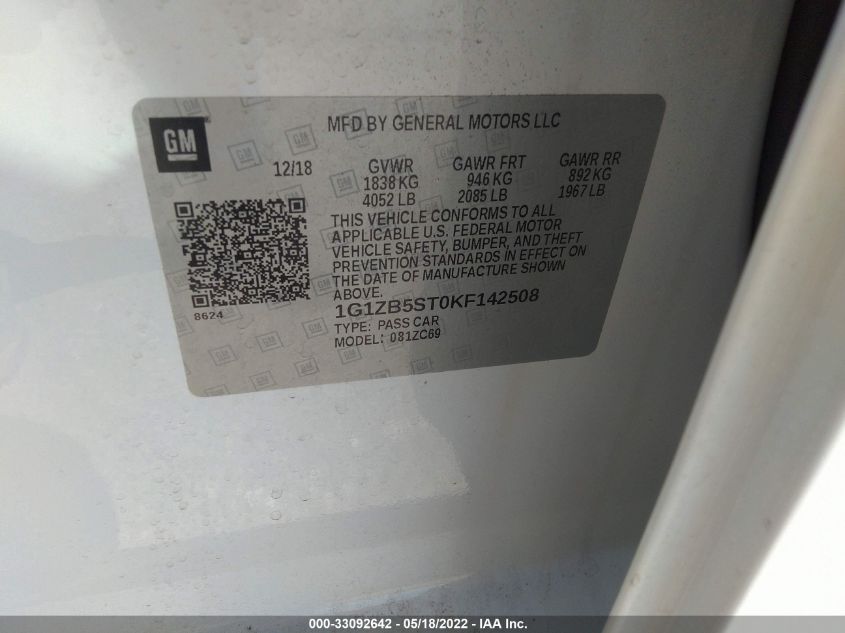 GM
MFD BY GENERAL MOTORS LLC
12/18
GVWR
1838 KG
4052 LB
GAWR FRT
946 KG
2085 LB
GAWR RR
892 KG
1967 LB
THIS VEHICLE CONFORMS TO ALL
APPLICABLE U.S. FEDERAL MOTOR
VEHICLE SAFETY, BUMPER, AND THEFT
PREVENTION STANDARDS IN EFFECT ON
THE DATE OF MANUFACTURE SHOWN
ABOVE.
8624
1G1ZB5ST0KF142508
TYPE: PASS CAR
MODEL: 081ZC69
000-33092642 / 05/18/2022 - IAA Inc.